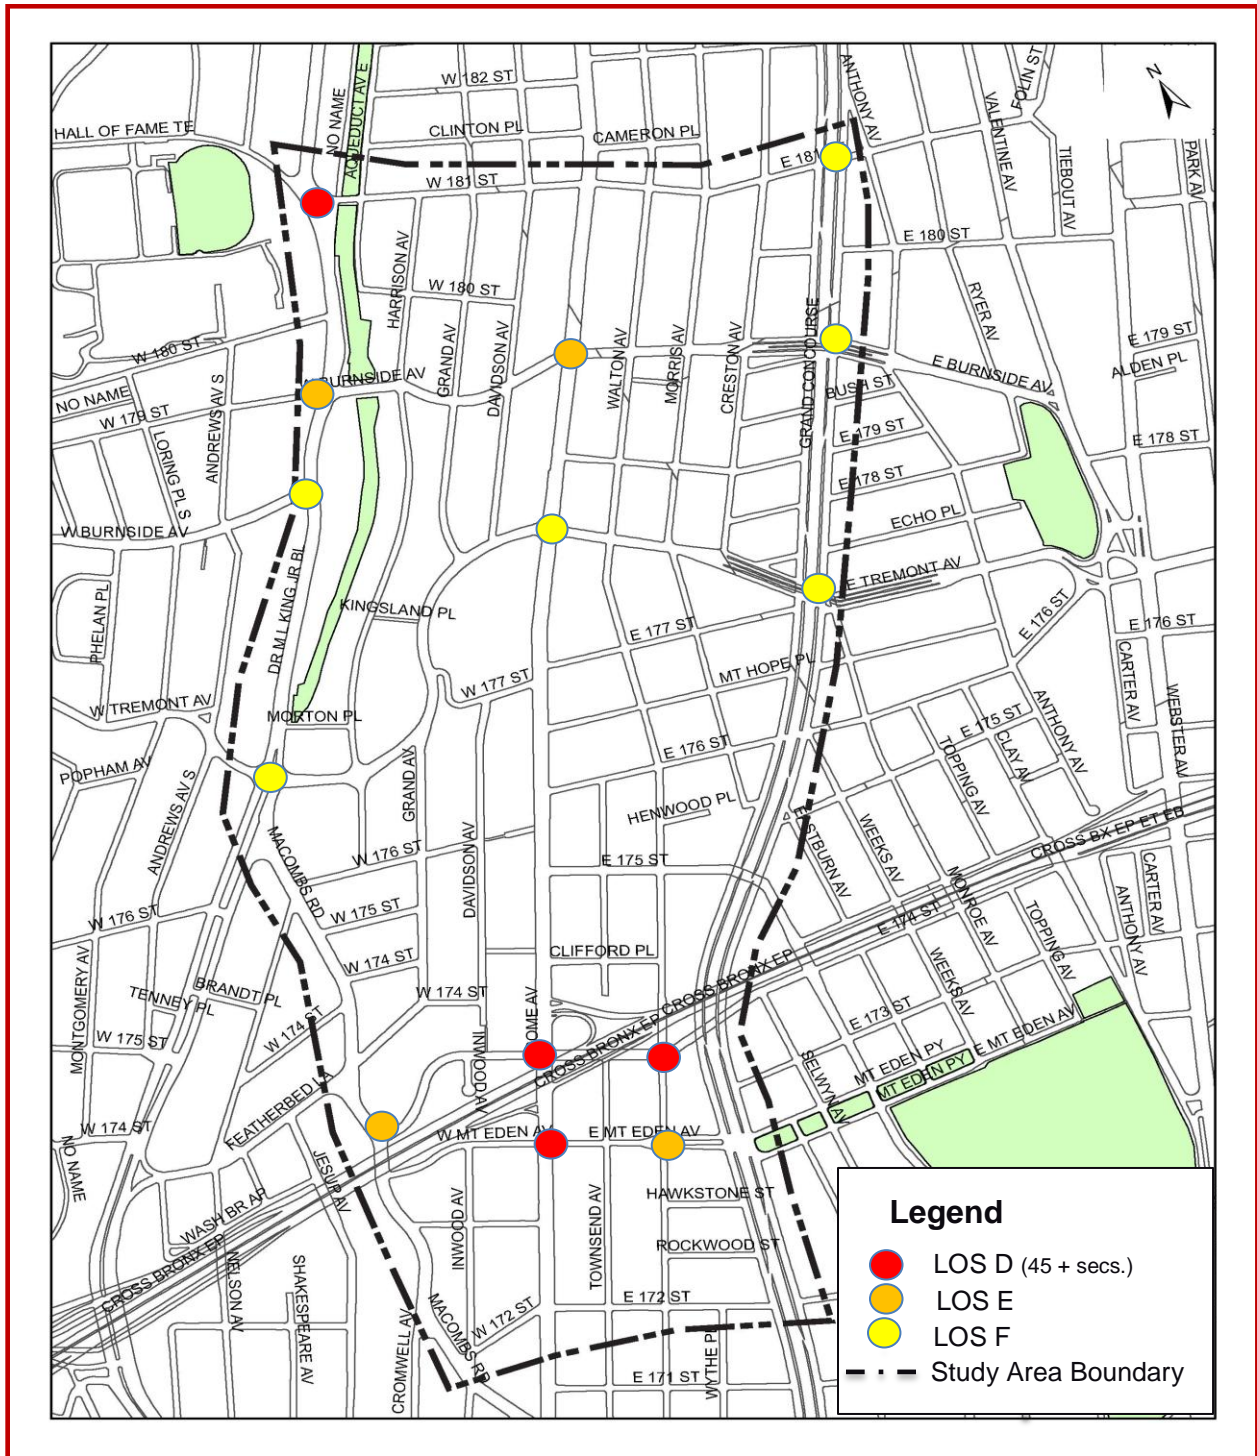 W 182 ST
ANTHONY AV
FOLIN ST
N
NO NAME
AQUEDUCT AV E
VALENTINE AV
HALL OF FAME TE
CLINTON PL
CAMERON PL
TIEBOUT AV
PARK AV
E 181
W 181 ST
HARRISON AV
E 180 ST
W 180 ST
RYER AV
GRAND CONCOURSE
E 179 ST
W 180 ST
GRAND AV
DAVIDSON AV
WALTON AV
MORRIS AV
CRESTON AV
E BURNSIDE AV
ALDEN PL
W BURNSIDE AV
BUSH ST
NO NAME
W 179 ST
ANDREWS AV S
E 179 ST
E 178 ST
LORING PL S
E 178 ST
ECHO PL
W BURNSIDE AV
E TREMONT AV
PHELAN PL
DR M L KING JR BL
KINGSLAND PL
E 177 ST
E 176 ST
E 176 ST
MT HOPE PL
W 177 ST
CARTER AV
WEBSTER AV
W TREMONT AV
MORTON PL
E 175 ST
ANTHONY AV
E 176 ST
TOPPING AV
CLAY AV
POPHAM AV
GRAND AV
ANDREWS AV S
HENWOOD PL
EASTBURN AV
WEEKS AV
CROSS BX EP ET EB
MACOMBS RD
W 176 ST
DAVIDSON AV
E 175 ST
CARTER AV
W 176 ST
W 175 ST
MONROE AV
TOPPING AV
ANTHONY AV
E 174 ST
MONTGOMERY AV
W 174 ST
CLIFFORD PL
WEEKS AV
BRANDT PL
TENNEY PL
W 174 ST
CROSS BRONX EP
E 173 ST
W 175 ST
W 174 ST
INWOOD AV
CROSS BRONX EP
E MT EDEN AV
MT EDEN PY
MT EDEN PY
SELWYN AV
FEATHERBED LA
W 174 ST
W MT EDEN AV
E MT EDEN AV
NO NAME
JESUP AV
HAWKSTONE ST
WASH BR AP
INWOOD AV
TOWNSEND AV
ROCKWOOD ST
CROSS BRONX EP
NELSON AV
SHAKESPEARE AV
MACOMBS RD
E 172 ST
W 172 ST
CROMWELL AV
WYTHE PL
E 171 ST
Legend
LOS D (45 + secs.)
LOS E
LOS F
Study Area Boundary